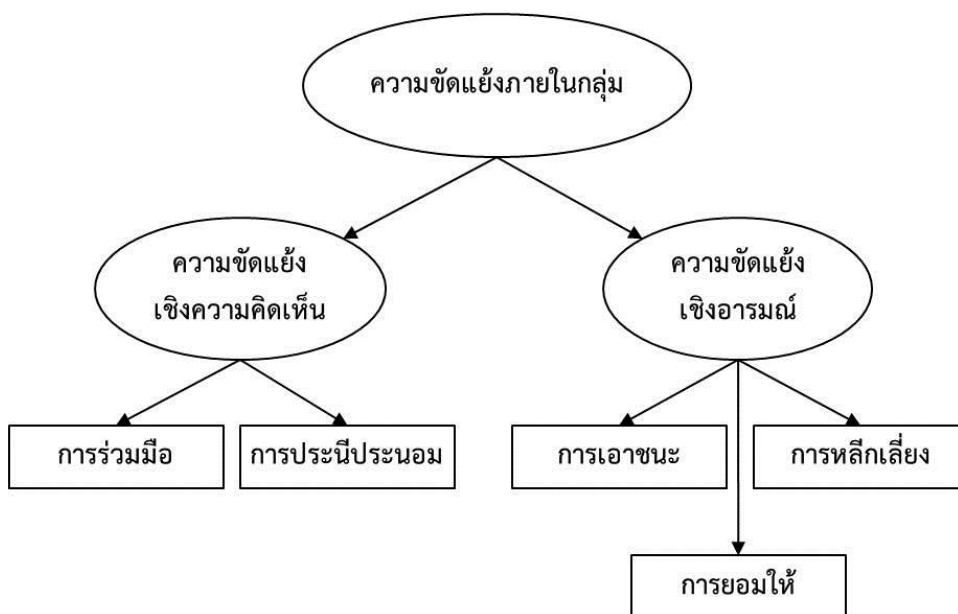 ความขัดแย้งภายในกลุ่ม
ความขัดแย้ง
เชิงความคิดเห็น
ความขัดแย้ง
เชิงอารมณ์
การร่วมมือ
การประนีประนอม
การเอาชนะ
การหลีกเลี่ยง
การยอมให้